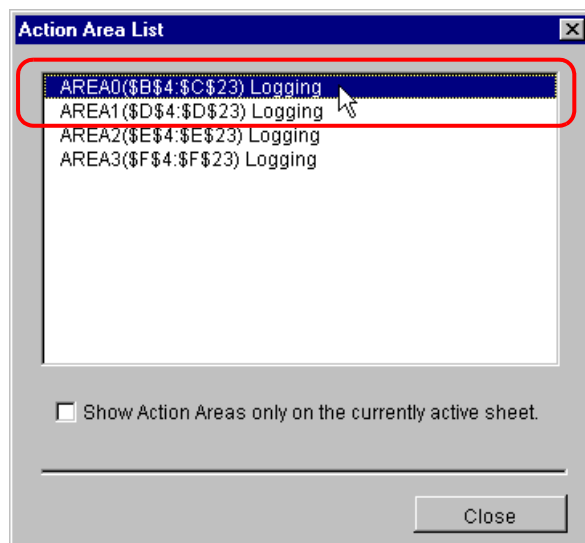 Action Area List
AREA0($B$4:$C$23) Logging
AREA1($D$4:$D$23) Logging
AREA2($E$4:$E$23) Logging
AREA3($F$4:$F$23) Logging
Show Action Areas only on the currently active sheet.
Close